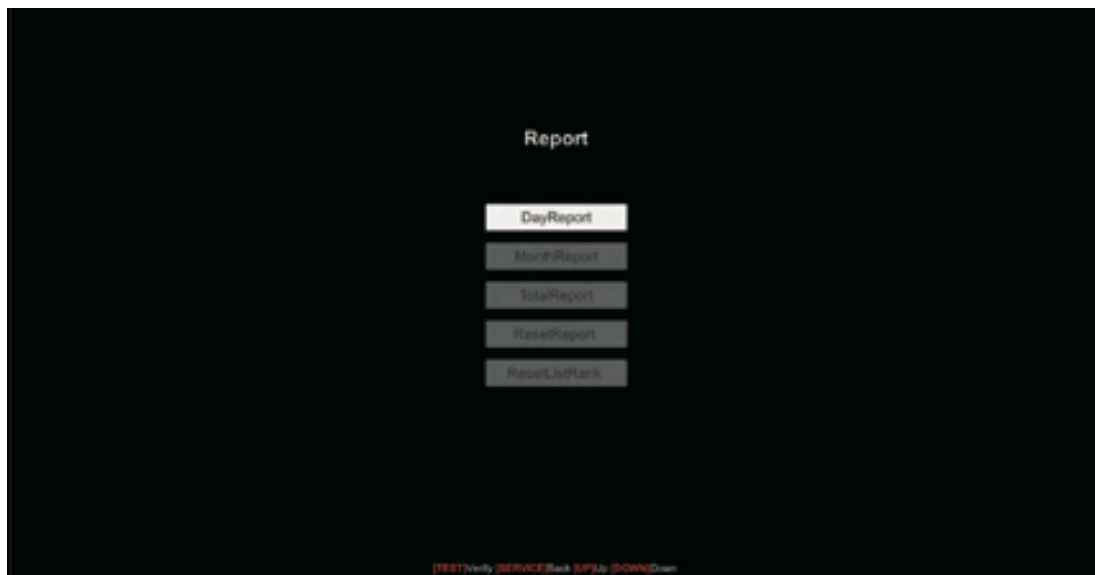 Report
DayReport
MonthReport
TotalReport
ResetReport
ResetListRank
[TEST]Verify [SERVICE]Back [UP]Up [DOWN]Down